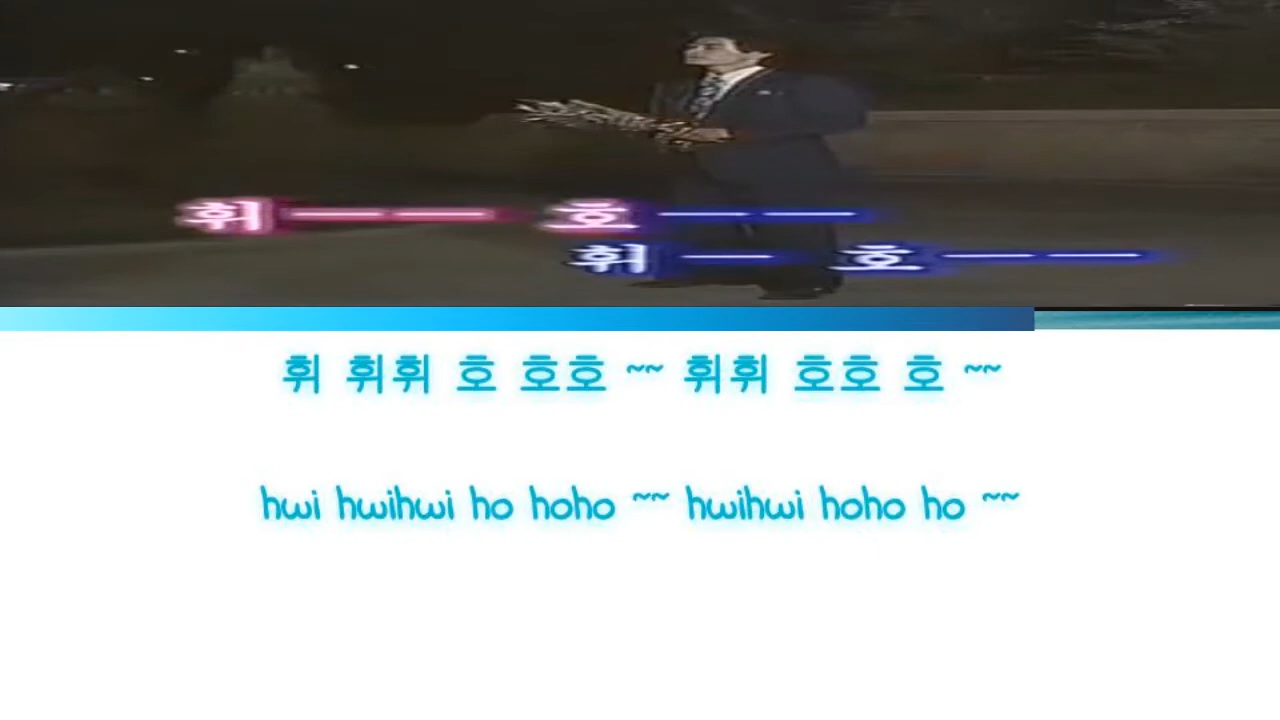 휘 ── ── 호 ── ──
휘 ── 호 ── ──
휘 휘휘 호 호호 ~~ 휘휘 호호 호 ~~
hwi hwihwi ho hoho ~~ hwihwi hoho ho ~~